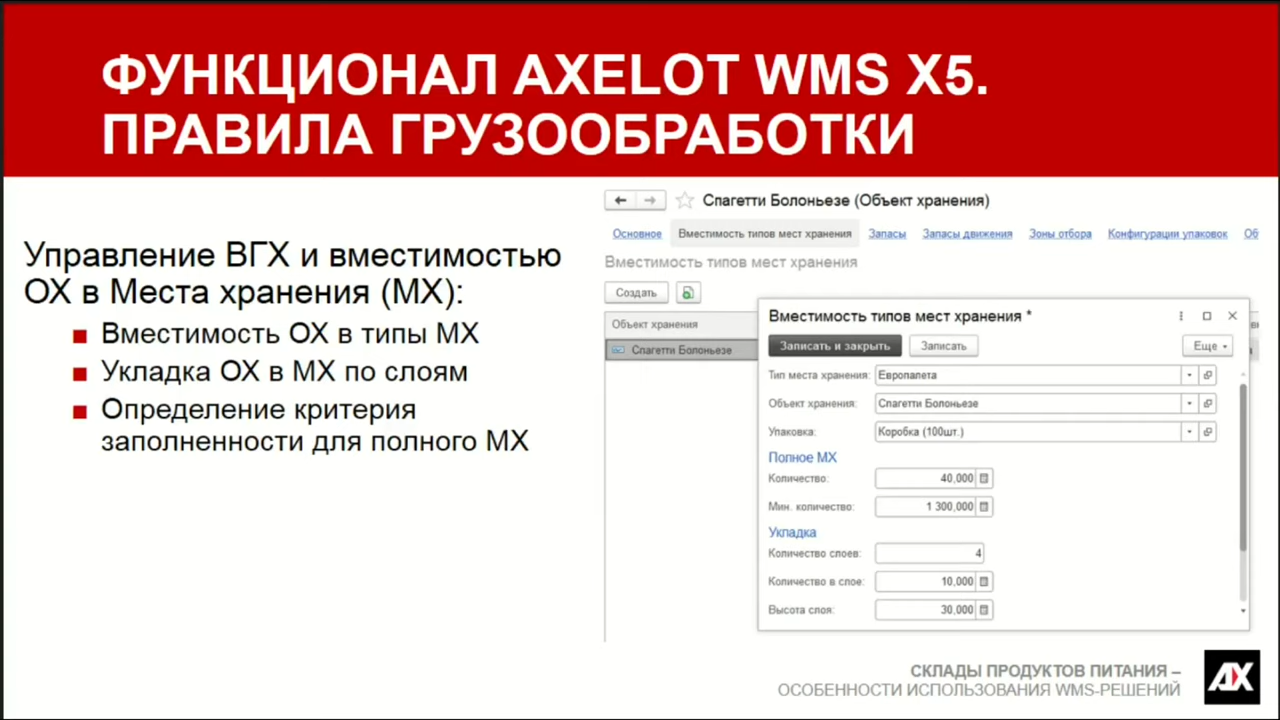 ФУНКЦИОНАЛ AXELOT WMS X5.
ПРАВИЛА ГРУЗООБРАБОТКИ
Управление ВГХ и вместимостью
ОХ в Места хранения (МХ):
Вместимость ОХ в типы МХ
Укладка ОХ в МХ по слоям
Определение критерия
заполненности для полного МХ
Спагетти Болоньезе (Объект хранения)
Основное Вместимость типов мест хранения Запасы Запасы движения Зоны отбора Конфигурации упаковок Об
Вместимость типов мест хранения
Создать
Объект хранения
Спагетти Болоньезе
Вместимость типов мест хранения *
Записать и закрыть Записать Еще
Тип места хранения: Европалета
Объект хранения: Спагетти Болоньезе
Упаковка: Коробка (100шт.)
Полное МХ
Количество: 40,000
Мин. количество: 1 300,000
Укладка
Количество слоев: 4
Количество в слое: 10,000
Высота слоя: 30,000
СКЛАДЫ ПРОДУКТОВ ПИТАНИЯ –
ОСОБЕННОСТИ ИСПОЛЬЗОВАНИЯ WMS-РЕШЕНИЙ
AX